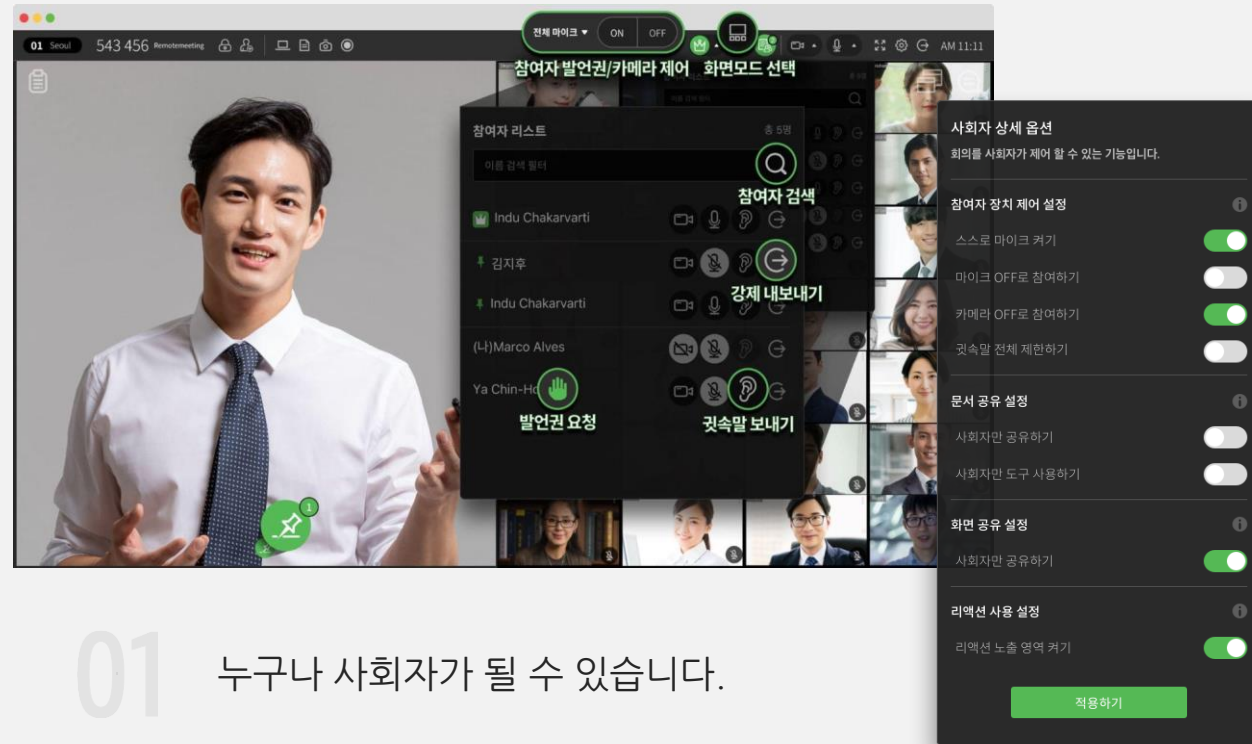 01 Seoul 543 456 Remotemeeting
전체 마이크 ▼ ON OFF
AM 11:11
참여자 발언권/카메라 제어 화면모드 선택
참여자 리스트 총 5명
이름 검색 필터
참여자 검색
Indu Chakarvarti
김지후
강제 내보내기
Indu Chakarvarti
(나)Marco Alves
Ya Chin-Ho
발언권 요청 귓속말 보내기
1
사회자 상세 옵션
회의를 사회자가 제어 할 수 있는 기능입니다.
참여자 장치 제어 설정
스스로 마이크 켜기
마이크 OFF로 참여하기
카메라 OFF로 참여하기
귓속말 전체 제한하기
문서 공유 설정
사회자만 공유하기
사회자만 도구 사용하기
화면 공유 설정
사회자만 공유하기
리액션 사용 설정
리액션 노출 영역 켜기
적용하기
01 누구나 사회자가 될 수 있습니다.